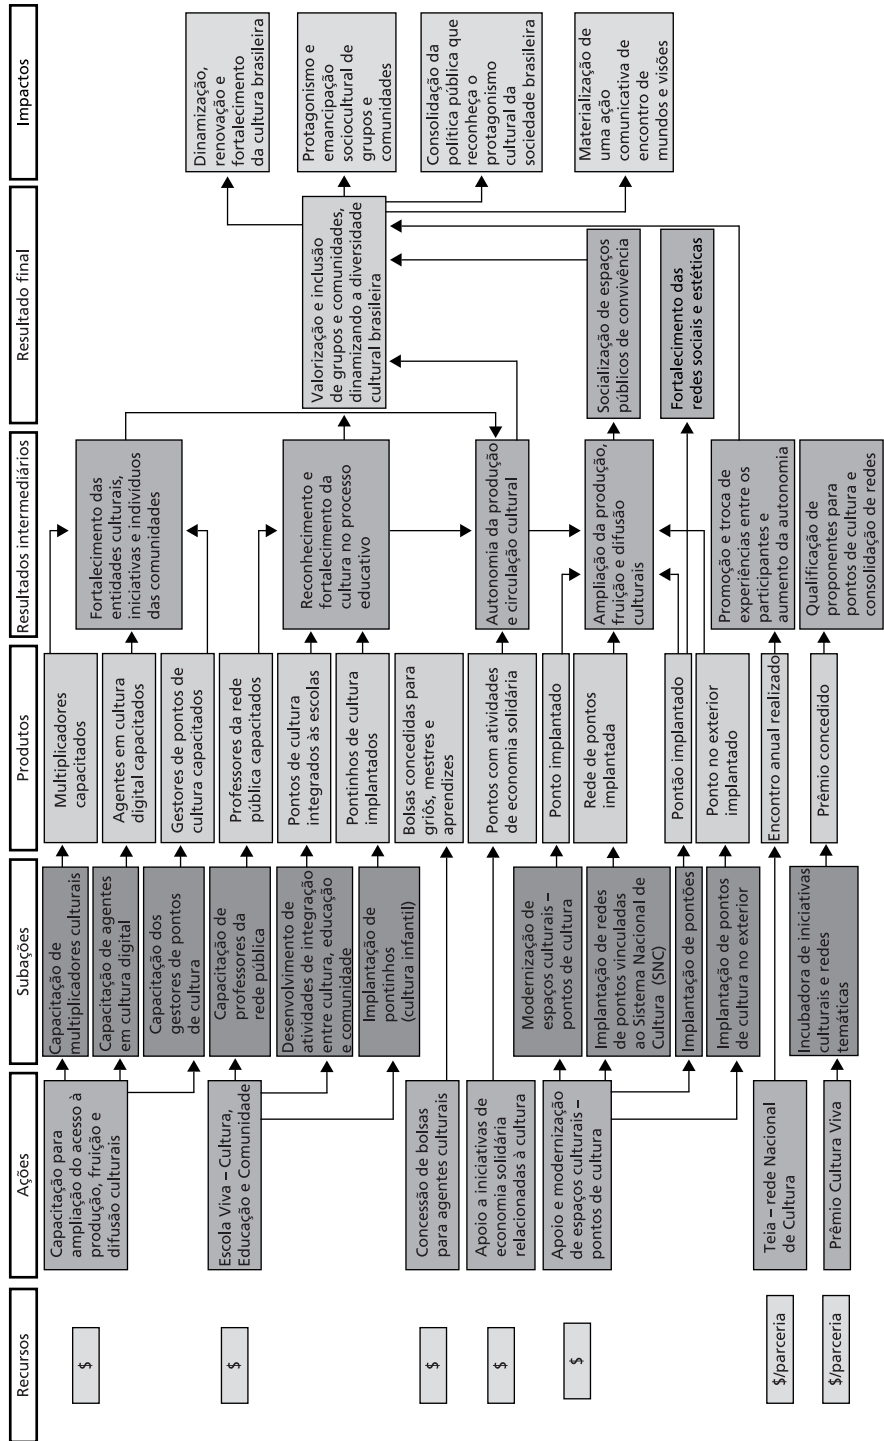 Recursos
Ações
Subações
Produtos
Resultados intermediários
Resultado final
Impactos
$
$
$
$
$
$/parceria
$/parceria
Capacitação para
ampliação do acesso à
produção, fruição e
difusão culturais
Escola Viva – Cultura,
Educação e Comunidade
Concessão de bolsas
para agentes culturais
Apoio a iniciativas de
economia solidária
relacionadas à cultura
Apoio e modernização
de espaços culturais –
pontos de cultura
Teia – rede Nacional
de Cultura
Prêmio Cultura Viva
Capacitação de
multiplicadores culturais
Capacitação de agentes
em cultura digital
Capacitação dos
gestores de pontos
de cultura
Capacitação de
professores da
rede pública
Desenvolvimento de
atividades de integração
entre cultura, educação
e comunidade
Implantação de
pontinhos
(cultura infantil)
Modernização de
espaços culturais –
pontos de cultura
Implantação de redes
de pontos vinculadas
ao Sistema Nacional de
Cultura (SNC)
Implantação de pontões
Implantação de pontos
de cultura no exterior
Incubadora de iniciativas
culturais e redes
temáticas
Multiplicadores
capacitados
Agentes em cultura
digital capacitados
Gestores de pontos de
cultura capacitados
Professores da rede
pública capacitados
Pontos de cultura
integrados às escolas
Pontinhos de cultura
implantados
Bolsas concedidas para
griôs, mestres e
aprendizes
Pontos com atividades
de economia solidária
Ponto implantado
Rede de pontos
implantada
Pontão implantado
Ponto no exterior
implantado
Encontro anual realizado
Prêmio concedido
Fortalecimento das
entidades culturais,
iniciativas e indivíduos
das comunidades
Reconhecimento e
fortalecimento da
cultura no processo
educativo
Autonomia da produção
e circulação cultural
Ampliação da produção,
fruição e difusão
culturais
Promoção e troca de
experiências entre os
participantes e
aumento da autonomia
Qualificação de
proponentes para
pontos de cultura e
consolidação de redes
Valorização e inclusão
de grupos e comunidades,
dinamizando a diversidade
cultural brasileira
Socialização de espaços
públicos de convivência
Fortalecimento das
redes sociais e estéticas
Dinamização,
renovação e
fortalecimento
da cultura brasileira
Protagonismo e
emancipação
sociocultural de
grupos e
comunidades
Consolidação da
política pública que
reconheça o
protagonismo
cultural da
sociedade brasileira
Materialização de
uma ação
comunicativa de
encontro de
mundos e visões